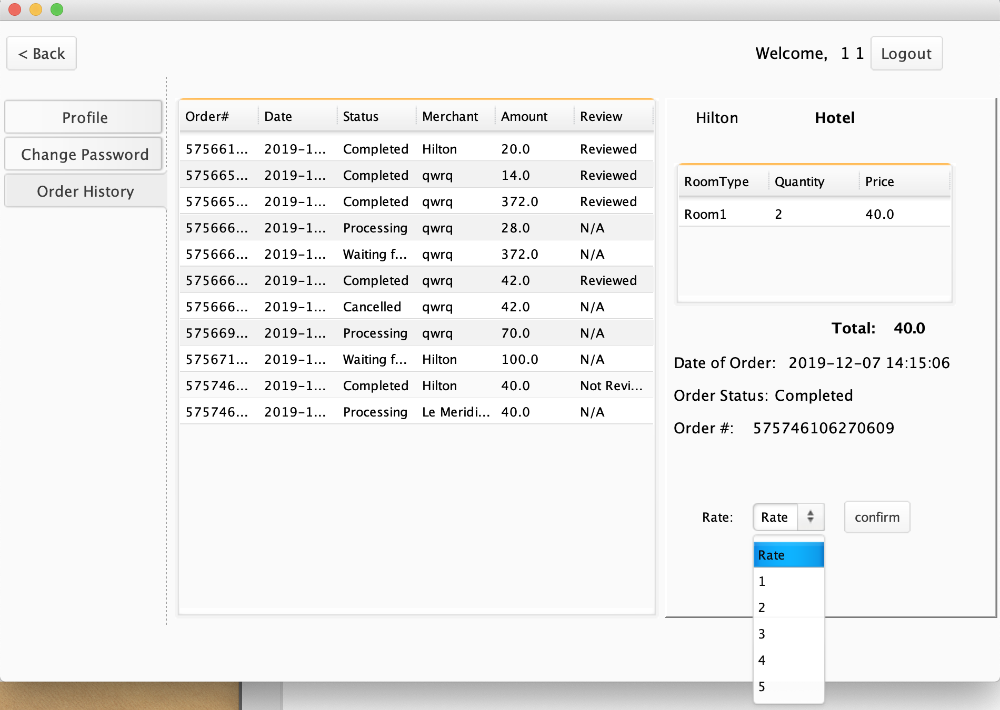 < Back
Welcome, 1 1 Logout
Profile
Change Password
Order History
Order# Date Status Merchant Amount Review
575661... 2019-1... Completed Hilton 20.0 Reviewed
575665... 2019-1... Completed qwrq 14.0 Reviewed
575665... 2019-1... Completed qwrq 372.0 Reviewed
575666... 2019-1... Processing qwrq 28.0 N/A
575666... 2019-1... Waiting f... qwrq 372.0 N/A
575666... 2019-1... Completed qwrq 42.0 Reviewed
575666... 2019-1... Cancelled qwrq 42.0 N/A
575669... 2019-1... Processing qwrq 70.0 N/A
575671... 2019-1... Waiting f... Hilton 100.0 N/A
575746... 2019-1... Completed Hilton 40.0 Not Revi...
575746... 2019-1... Processing Le Meridi... 40.0 N/A
Hilton Hotel
RoomType Quantity Price
Room1 2 40.0
Total: 40.0
Date of Order: 2019-12-07 14:15:06
Order Status: Completed
Order #: 575746106270609
Rate: Rate confirm
Rate
1
2
3
4
5